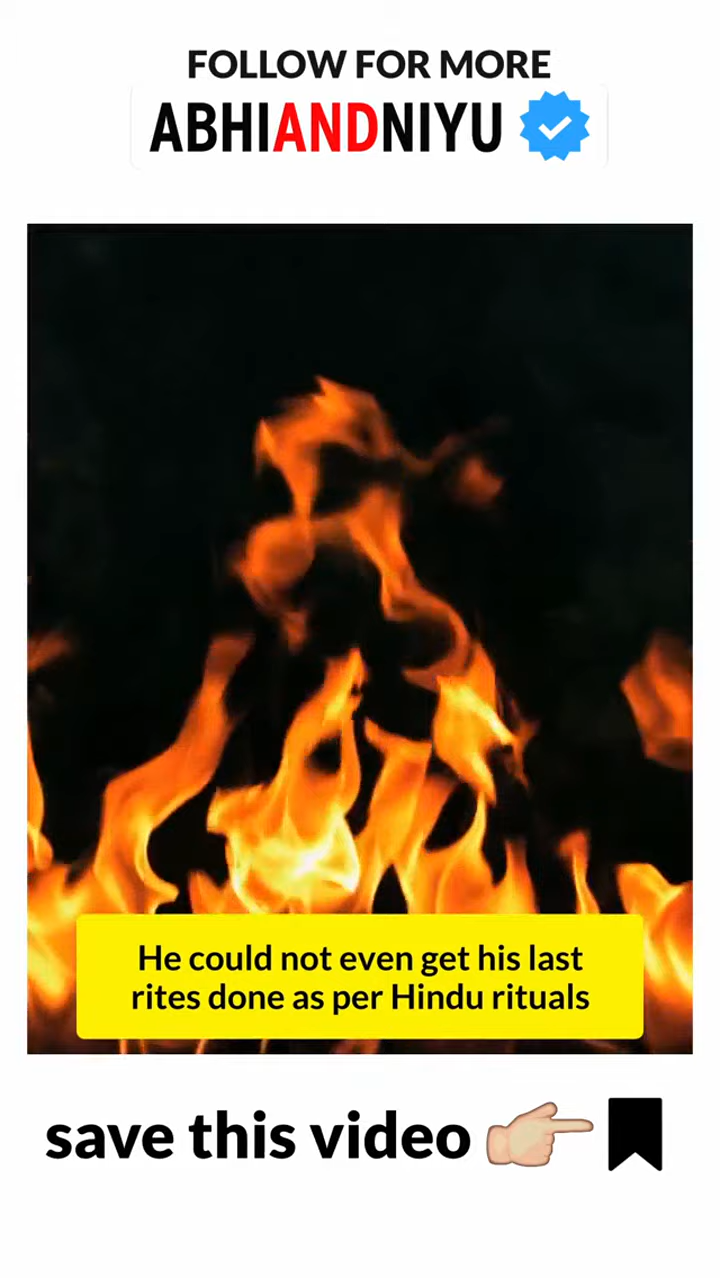 FOLLOW FOR MORE
ABHIANDNIYU
He could not even get his last
rites done as per Hindu rituals
save this video